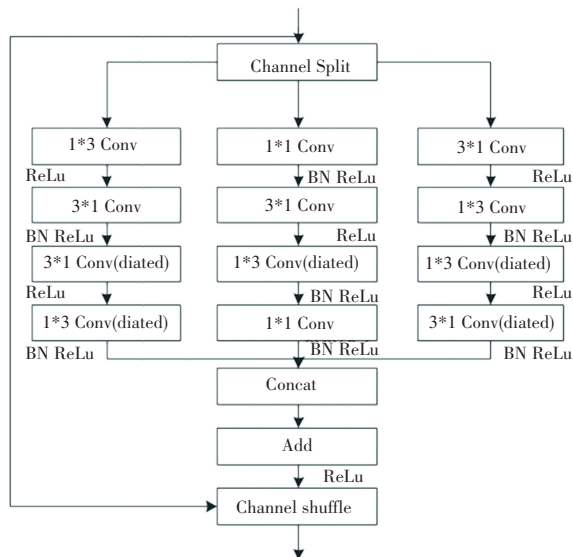 Channel Split
1*3 Conv
1*1 Conv
3*1 Conv
ReLu
BN ReLu
ReLu
3*1 Conv
3*1 Conv
1*3 Conv
BN ReLu
ReLu
BN ReLu
3*1 Conv(diated)
1*3 Conv(diated)
1*3 Conv(diated)
ReLu
BN ReLu
ReLu
1*3 Conv(diated)
1*1 Conv
3*1 Conv(diated)
BN ReLu
BN ReLu
BN ReLu
Concat
Add
ReLu
Channel shuffle